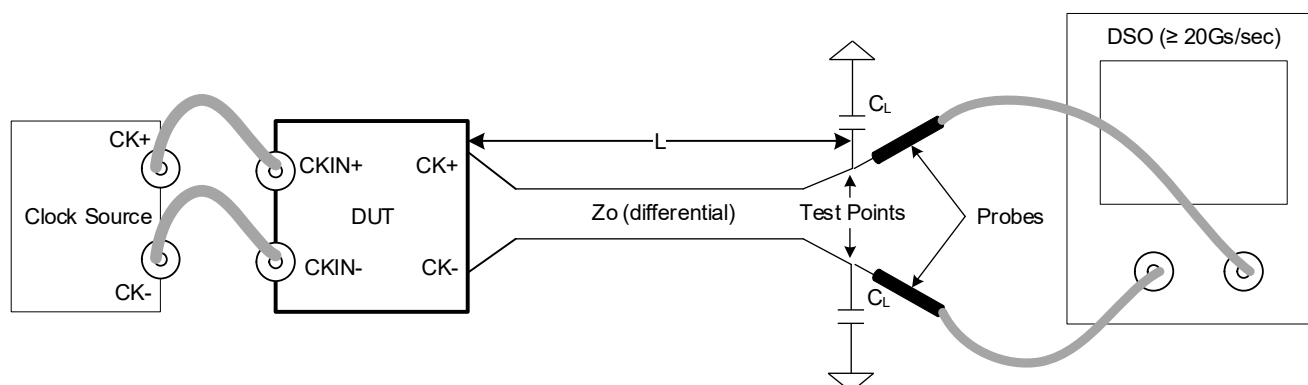 DSO (≥ 20Gs/sec)
CK+
CKIN+
CK+
L
CL
Clock Source
DUT
Zo (differential)
Test Points
Probes
CK-
CKIN-
CK-
CL